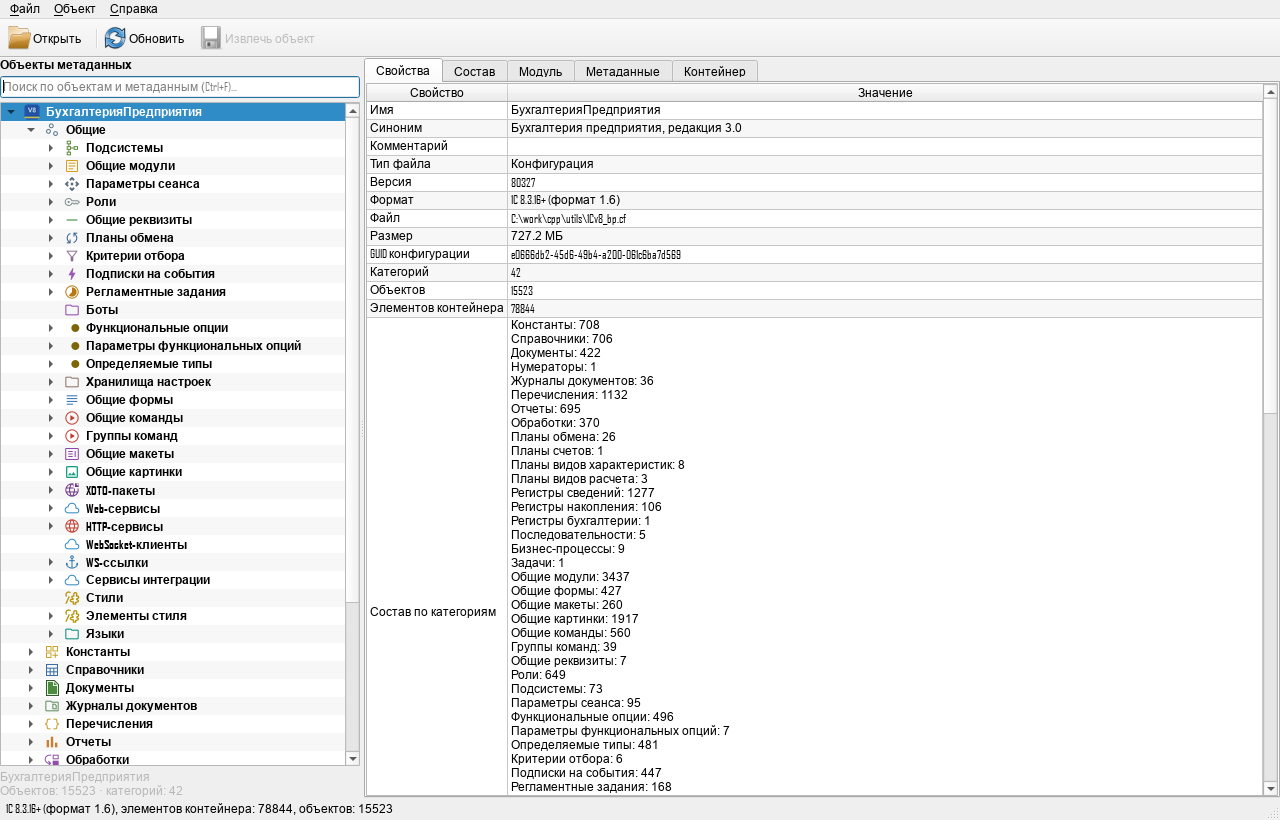 Файл Объект Справка
Открыть Обновить Извлечь объект
Объекты метаданных
Поиск по объектам и метаданным (Ctrl+F)...
БухгалтерияПредприятия
Общие
Подсистемы
Общие модули
Параметры сеанса
Роли
Общие реквизиты
Планы обмена
Критерии отбора
Подписки на события
Регламентные задания
Боты
Функциональные опции
Параметры функциональных опций
Определяемые типы
Хранилища настроек
Общие формы
Общие команды
Группы команд
Общие макеты
Общие картинки
XDTO-пакеты
Web-сервисы
HTTP-сервисы
WebSocket-клиенты
WS-ссылки
Сервисы интеграции
Стили
Элементы стиля
Языки
Константы
Справочники
Документы
Журналы документов
Перечисления
Отчеты
Обработки
БухгалтерияПредприятия
Объектов: 15523 · категорий: 42
Свойства Состав Модуль Метаданные Контейнер
Свойство Значение
Имя БухгалтерияПредприятия
Синоним Бухгалтерия предприятия, редакция 3.0
Комментарий
Тип файла Конфигурация
Версия 80327
Формат 1C 8.3.16+ (формат 1.6)
Файл C:\work\cpp\utils\1Cv8_bp.cf
Размер 727.2 МБ
GUID конфигурации e0666db2-45d6-49b4-a200-061c6ba7d569
Категорий 42
Объектов 15523
Элементов контейнера 78844
Состав по категориям
Константы: 708
Справочники: 706
Документы: 422
Нумераторы: 1
Журналы документов: 36
Перечисления: 1132
Отчеты: 695
Обработки: 370
Планы обмена: 26
Планы счетов: 1
Планы видов характеристик: 8
Планы видов расчета: 3
Регистры сведений: 1277
Регистры накопления: 106
Регистры бухгалтерии: 1
Последовательности: 5
Бизнес-процессы: 9
Задачи: 1
Общие модули: 3437
Общие формы: 427
Общие макеты: 260
Общие картинки: 1917
Общие команды: 560
Группы команд: 39
Общие реквизиты: 7
Роли: 649
Подсистемы: 73
Параметры сеанса: 95
Функциональные опции: 496
Параметры функциональных опций: 7
Определяемые типы: 481
Критерии отбора: 6
Подписки на события: 447
Регламентные задания: 168
1C 8.3.16+ (формат 1.6), элементов контейнера: 78844, объектов: 15523